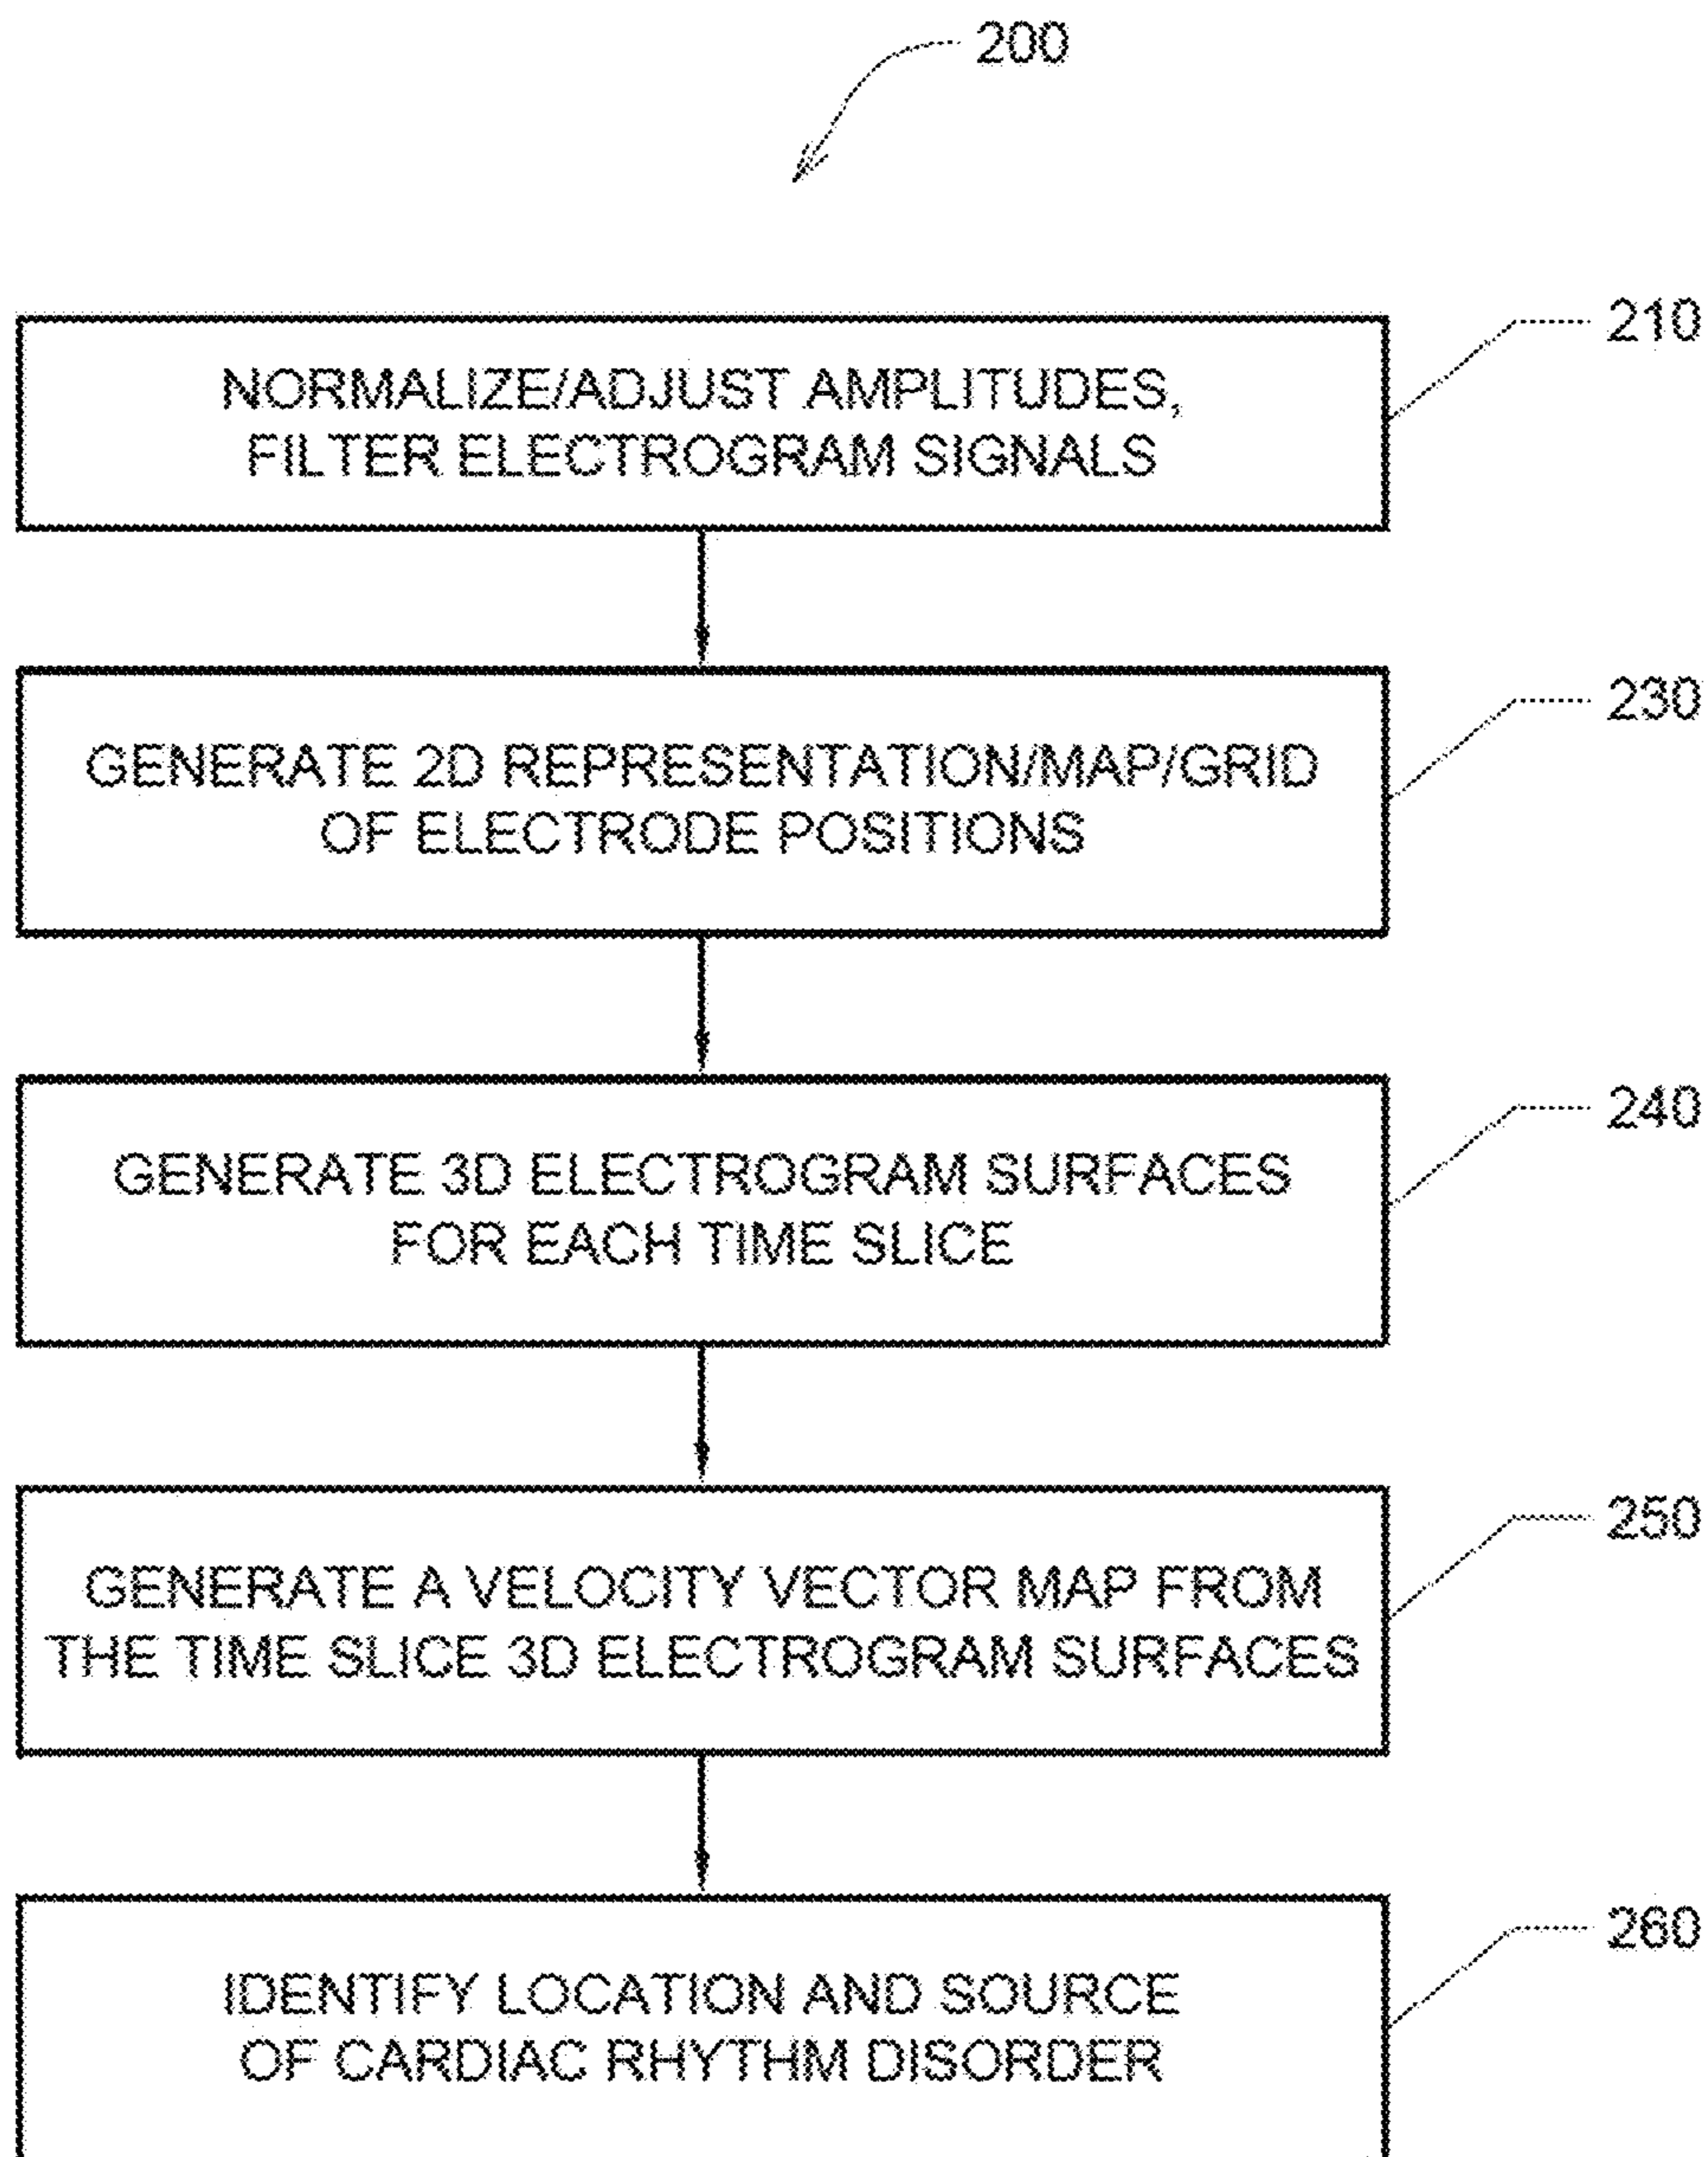 200
210
NORMALIZE/ADJUST AMPLITUDES,
FILTER ELECTROGRAM SIGNALS
230
GENERATE 2D REPRESENTATION/MAP/GRID
OF ELECTRODE POSITIONS
240
GENERATE 3D ELECTROGRAM SURFACES
FOR EACH TIME SLICE
250
GENERATE A VELOCITY VECTOR MAP FROM
THE TIME SLICE 3D ELECTROGRAM SURFACES
260
IDENTIFY LOCATION AND SOURCE
OF CARDIAC RHYTHM DISORDER